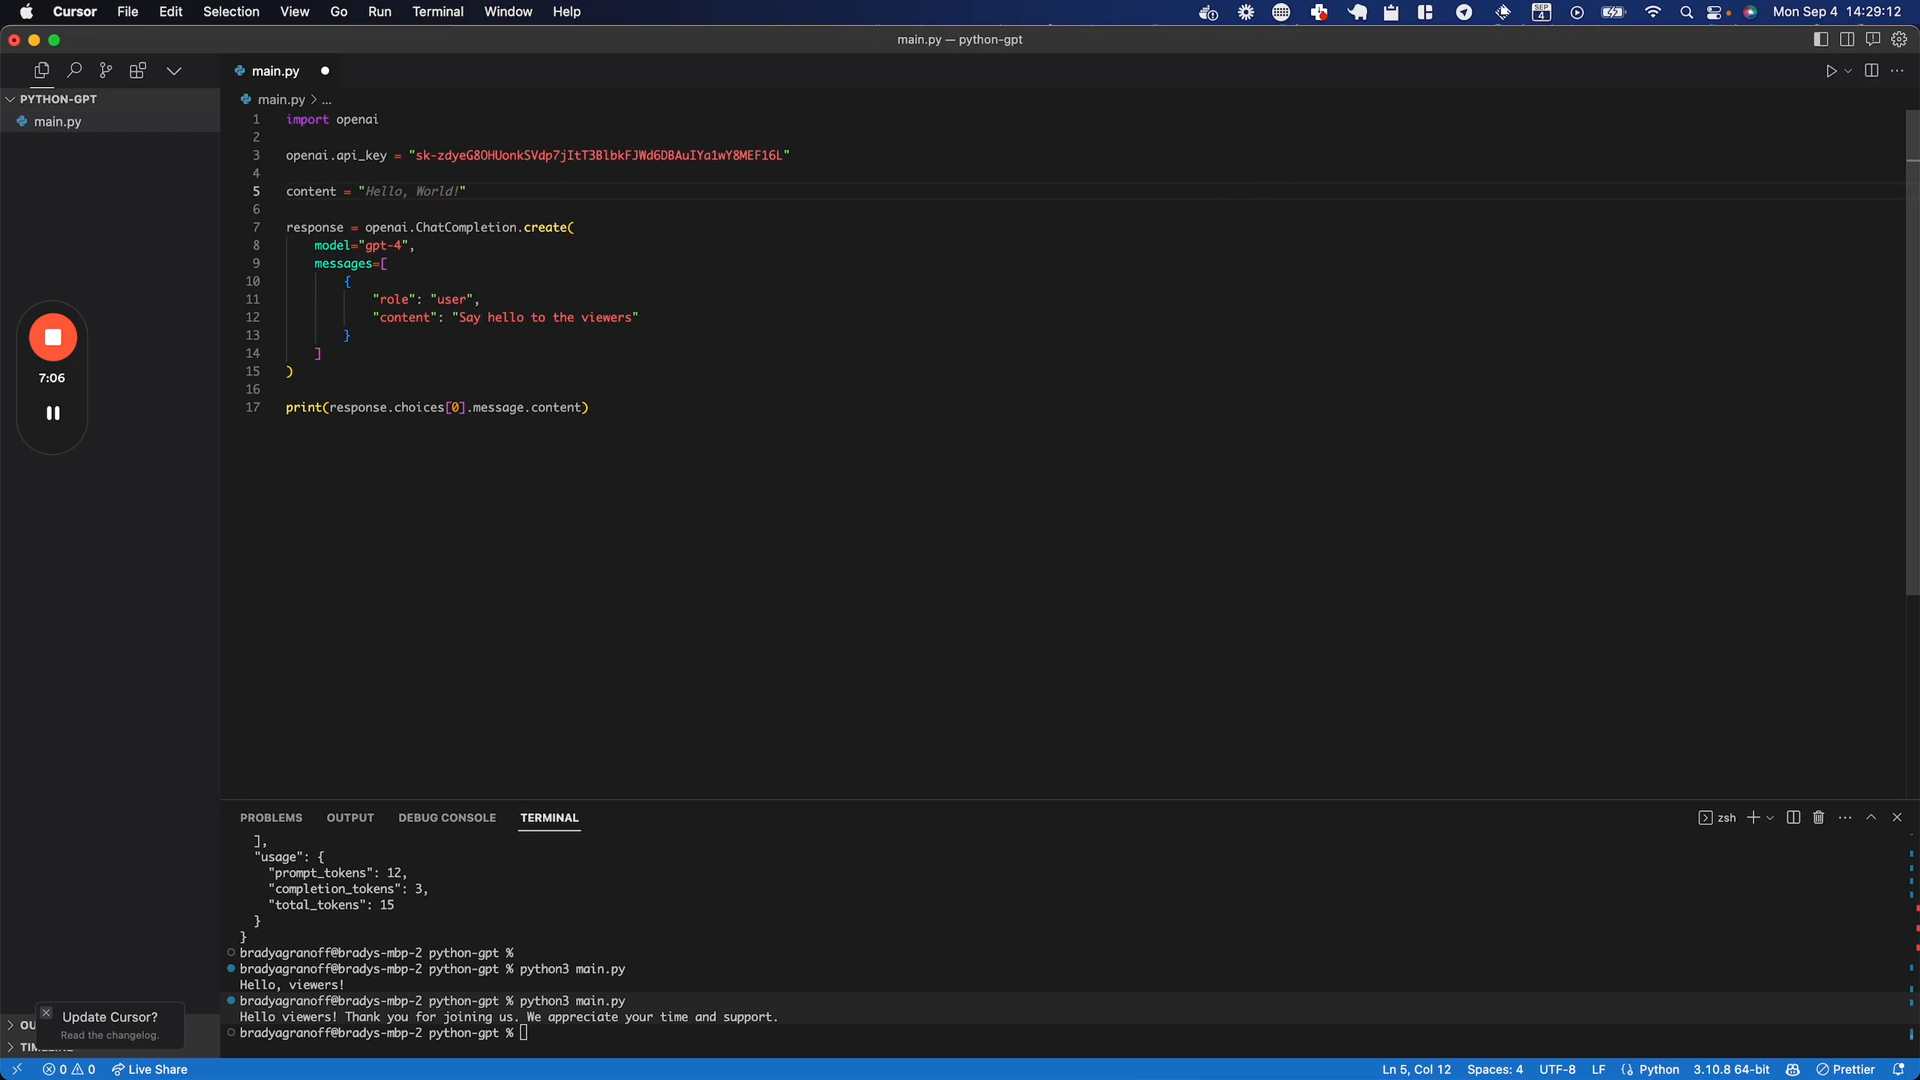 Cursor File Edit Selection View Go Run Terminal Window Help
SEP 4 Mon Sep 4 14:29:12
main.py — python-gpt
main.py
PYTHON-GPT
main.py > ...
main.py
1 import openai
2
3 openai.api_key = "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"
4
5 content = "Hello, World!"
6
7 response = openai.ChatCompletion.create(
8 model="gpt-4",
9 messages=[
10 {
11 "role": "user",
12 "content": "Say hello to the viewers"
13 }
14 ]
15 )
16
17 print(response.choices[0].message.content)
7:06
PROBLEMS OUTPUT DEBUG CONSOLE TERMINAL
zsh
],
"usage": {
"prompt_tokens": 12,
"completion_tokens": 3,
"total_tokens": 15
}
}
bradyagranoff@bradys-mbp-2 python-gpt %
bradyagranoff@bradys-mbp-2 python-gpt % python3 main.py
Hello, viewers!
bradyagranoff@bradys-mbp-2 python-gpt % python3 main.py
Hello viewers! Thank you for joining us. We appreciate your time and support.
bradyagranoff@bradys-mbp-2 python-gpt %
Update Cursor?
Read the changelog.
0 0 Live Share
Ln 5, Col 12 Spaces: 4 UTF-8 LF Python 3.10.8 64-bit Prettier